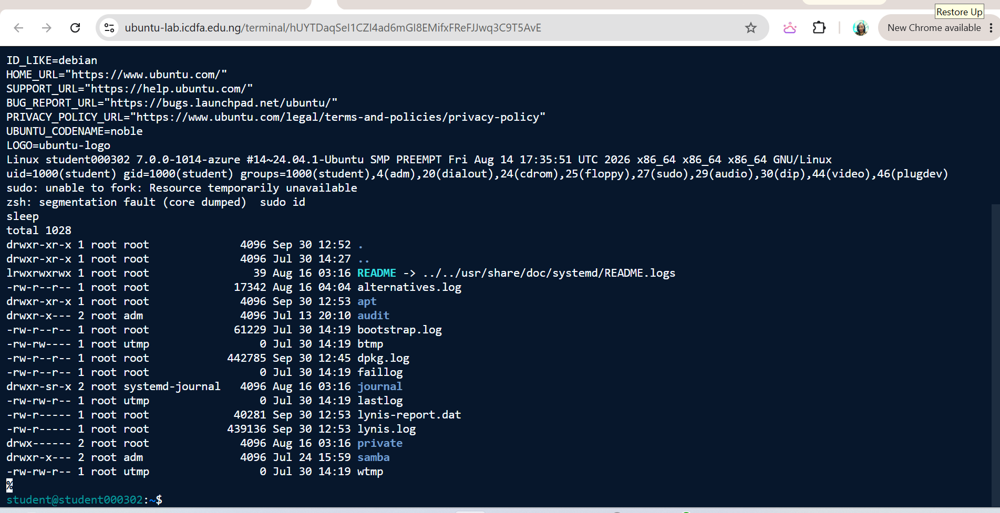 Restore Up
ubuntu-lab.icdfa.edu.ng/terminal/hUYTDaqSeI1CZI4ad6mGI8EMifxFReFJJwq3C9T5AvE
New Chrome available
ID_LIKE=debian
HOME_URL="https://www.ubuntu.com/"
SUPPORT_URL="https://help.ubuntu.com/"
BUG_REPORT_URL="https://bugs.launchpad.net/ubuntu/"
PRIVACY_POLICY_URL="https://www.ubuntu.com/legal/terms-and-policies/privacy-policy"
UBUNTU_CODENAME=noble
LOGO=ubuntu-logo
Linux student000302 7.0.0-1014-azure #14~24.04.1-Ubuntu SMP PREEMPT Fri Aug 14 17:35:51 UTC 2026 x86_64 x86_64 x86_64 GNU/Linux
uid=1000(student) gid=1000(student) groups=1000(student),4(adm),20(dialout),24(cdrom),25(floppy),27(sudo),29(audio),30(dip),44(video),46(plugdev)
sudo: unable to fork: Resource temporarily unavailable
zsh: segmentation fault (core dumped)  sudo id
sleep
total 1028
drwxr-xr-x 1 root root              4096 Sep 30 12:52 .
drwxr-xr-x 1 root root              4096 Jul 30 14:27 ..
lrwxrwxrwx 1 root root                39 Aug 16 03:16 README -> ../../usr/share/doc/systemd/README.logs
-rw-r--r-- 1 root root             17342 Aug 16 04:04 alternatives.log
drwxr-xr-x 1 root root              4096 Sep 30 12:53 apt
drwxr-x--- 2 root adm               4096 Jul 13 20:10 audit
-rw-r--r-- 1 root root             61229 Jul 30 14:19 bootstrap.log
-rw-rw---- 1 root utmp                 0 Jul 30 14:19 btmp
-rw-r--r-- 1 root root            442785 Sep 30 12:45 dpkg.log
-rw-r--r-- 1 root root                 0 Jul 30 14:19 faillog
drwxr-sr-x 2 root systemd-journal   4096 Aug 16 03:16 journal
-rw-rw-r-- 1 root utmp                 0 Jul 30 14:19 lastlog
-rw-r----- 1 root root             40281 Sep 30 12:53 lynis-report.dat
-rw-r----- 1 root root            439136 Sep 30 12:53 lynis.log
drwx------ 2 root root              4096 Aug 16 03:16 private
drwxr-x--- 2 root adm               4096 Jul 24 15:59 samba
-rw-rw-r-- 1 root utmp                 0 Jul 30 14:19 wtmp
%
student@student000302:~$